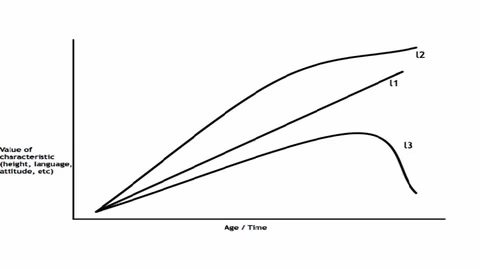 l2
l1
l3
Value of
characteristic
(height, language,
attitude, etc)
Age / Time